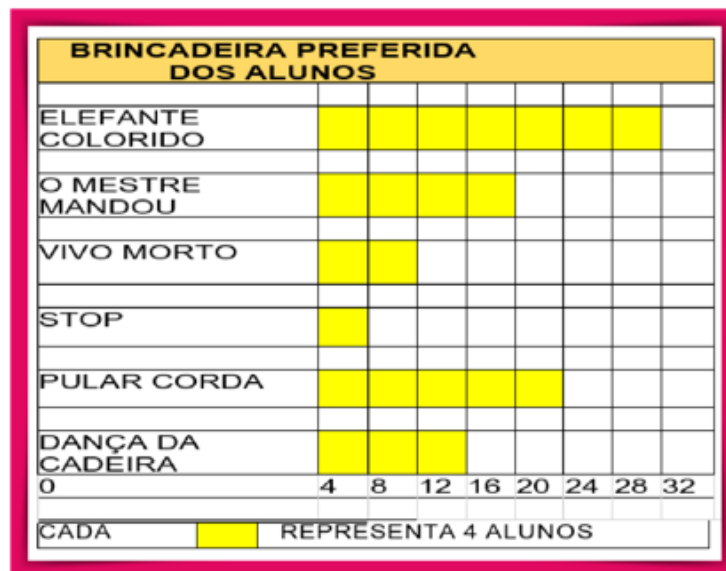 BRINCADEIRA PREFERIDA
DOS ALUNOS
ELEFANTE
COLORIDO
O MESTRE
MANDOU
VIVO MORTO
STOP
PULAR CORDA
DANÇA DA
CADEIRA
0 4 8 12 16 20 24 28 32
CADA REPRESENTA 4 ALUNOS